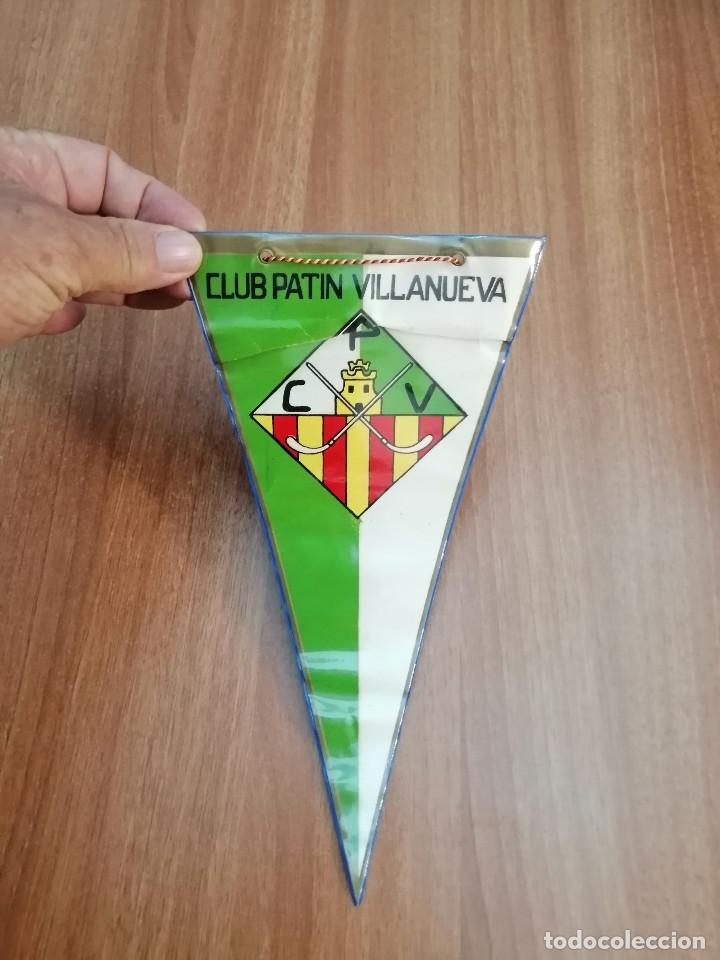 CLUB PATIN VILLANUEVA
P
C V
todocoleccion